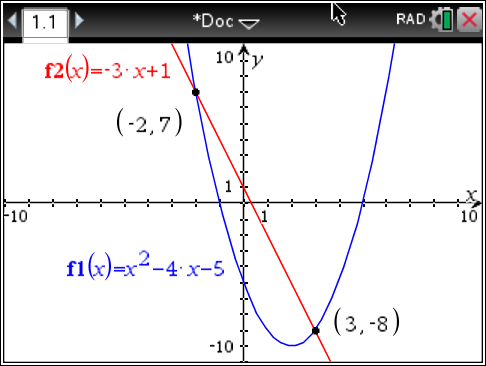 1.1 *Doc RAD
10 y
f2(x)=-3·x+1
(-2,7)
1
x
-10 1 10
f1(x)=x²-4·x-5
(3,-8)
-10